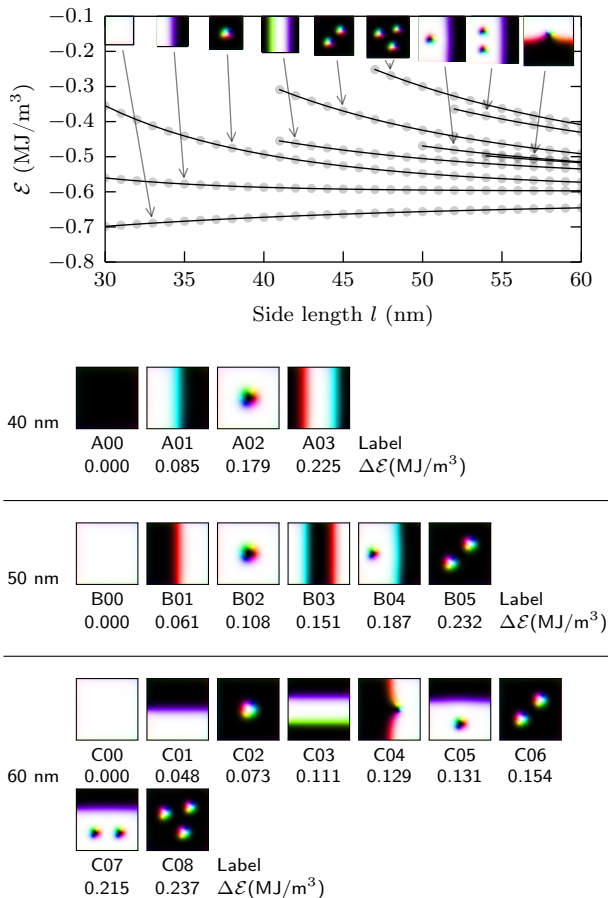 −0.1
−0.2
−0.3
−0.4
−0.5
−0.6
−0.7
−0.8
ℰ (MJ/m³)
30 35 40 45 50 55 60
Side length l (nm)
40 nm
A00 A01 A02 A03 Label
0.000 0.085 0.179 0.225 Δℰ(MJ/m³)
50 nm
B00 B01 B02 B03 B04 B05 Label
0.000 0.061 0.108 0.151 0.187 0.232 Δℰ(MJ/m³)
60 nm
C00 C01 C02 C03 C04 C05 C06
0.000 0.048 0.073 0.111 0.129 0.131 0.154
C07 C08 Label
0.215 0.237 Δℰ(MJ/m³)